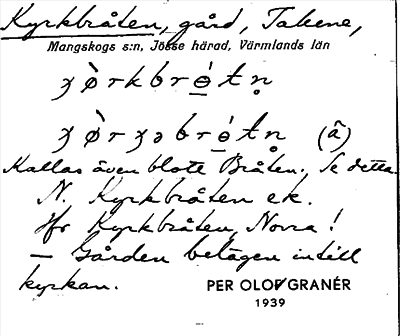 Kyrkbråten, gård, Takene,
Mangskogs s:n, Jösse härad, Värmlands län
(ã)
Kallas även blott Bråten. Se detta.
N. Kyrkbråten ek.
Jfr Kyrkbråten, Norra!
— Gården belägen intill
kyrkan.
PER OLOF GRANÉR
1939